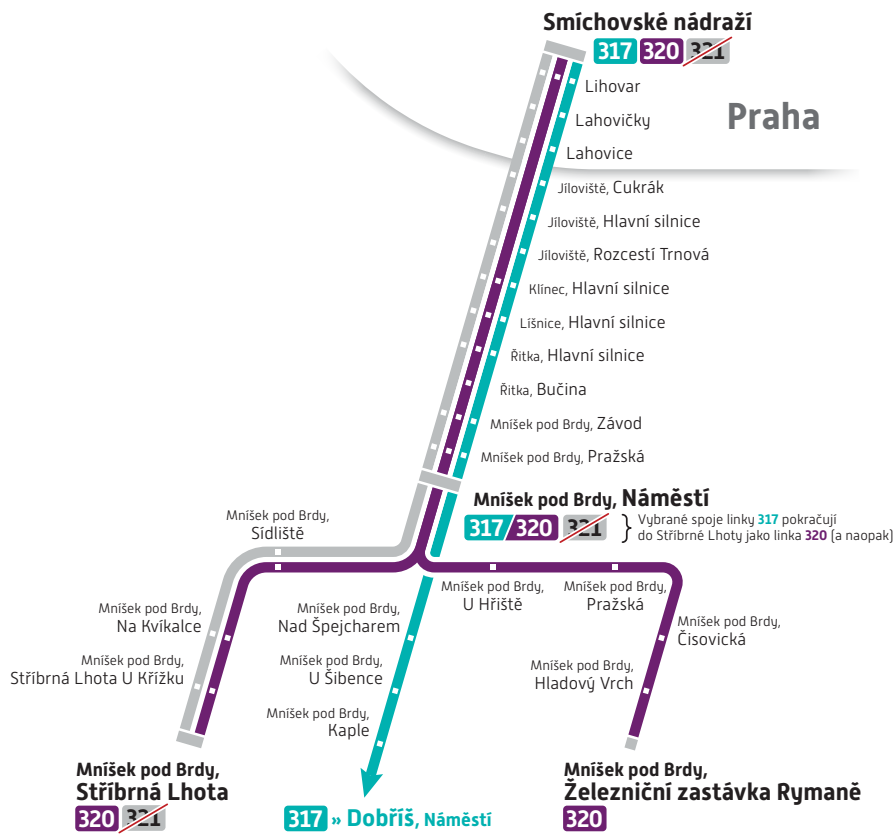 Smíchovské nádraží
317 320 321
Lihovar
Lahovičky
Praha
Lahovice
Jíloviště, Cukrák
Jíloviště, Hlavní silnice
Jíloviště, Rozcestí Trnová
Klínec, Hlavní silnice
Líšnice, Hlavní silnice
Řitka, Hlavní silnice
Řitka, Bučina
Mníšek pod Brdy, Závod
Mníšek pod Brdy, Pražská
Mníšek pod Brdy, Náměstí
317/320 321
} Vybrané spoje linky 317 pokračují
do Stříbrné Lhoty jako linka 320 (a naopak)
Mníšek pod Brdy,
Sídliště
Mníšek pod Brdy,
Na Kvíkalce
Mníšek pod Brdy,
Stříbrná Lhota U Křížku
Mníšek pod Brdy,
Nad Špejcharem
Mníšek pod Brdy,
U Šibence
Mníšek pod Brdy,
Kaple
Mníšek pod Brdy,
U Hřiště
Mníšek pod Brdy,
Pražská
Mníšek pod Brdy,
Čisovická
Mníšek pod Brdy,
Hladový Vrch
Mníšek pod Brdy,
Stříbrná Lhota
320 321
317 » Dobříš, Náměstí
Mníšek pod Brdy,
Železniční zastávka Rymaně
320